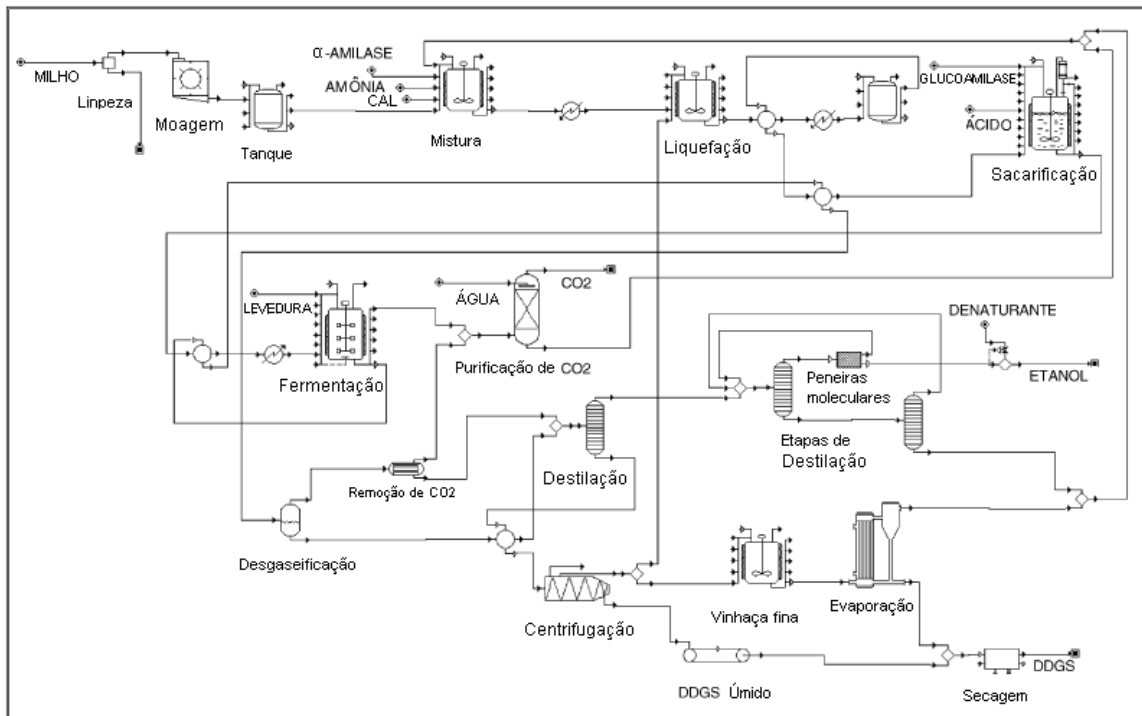 MILHO
Linpeza
Moagem
Tanque
α-AMILASE
AMÔNIA
CAL
Mistura
Liquefação
GLUCOAMILASE
ÁCIDO
Sacarificação
LEVEDURA
Fermentação
ÁGUA
CO2
Purificação de CO2
DENATURANTE
ETANOL
Peneiras
moleculares
Etapas de
Destilação
Destilação
Remoção de CO2
Desgaseificação
Centrifugação
Vinhaça fina
Evaporação
DDGS Úmido
Secagem
DDGS